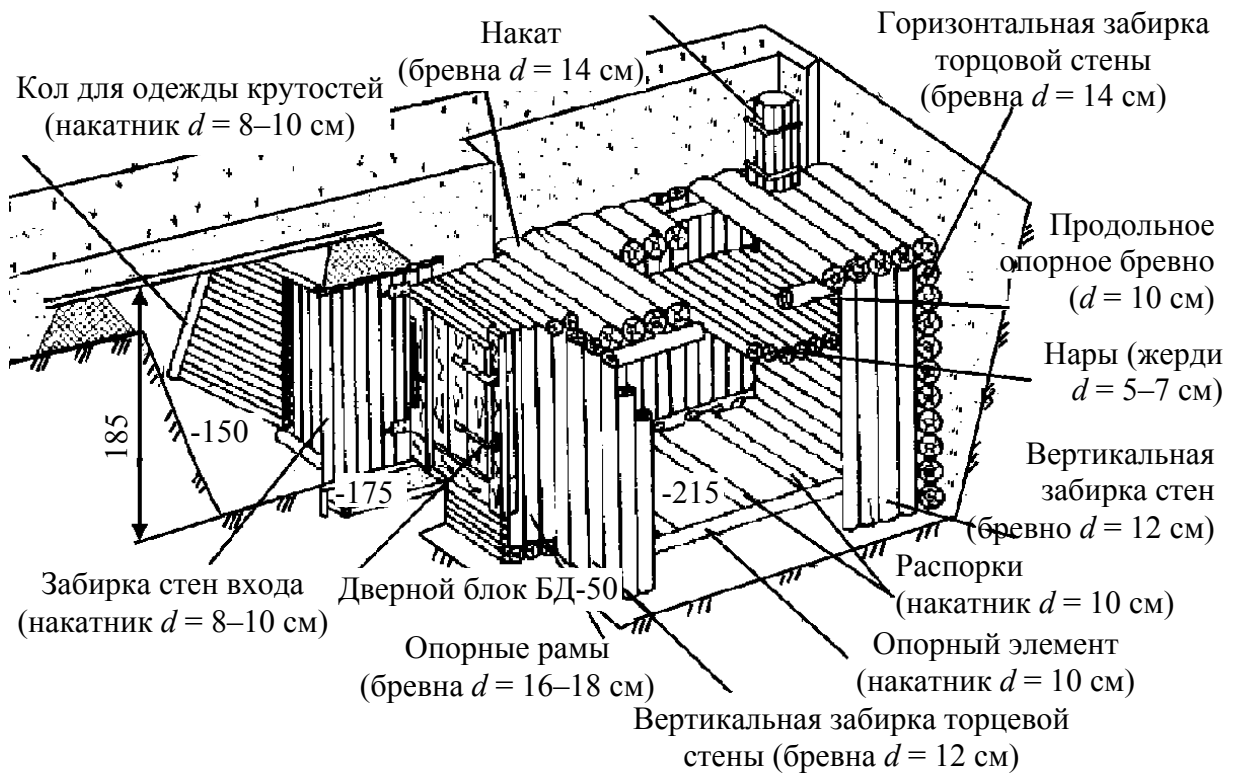 Накат
(бревна d = 14 см)
Горизонтальная забирка
торцовой стены
(бревна d = 14 см)
Кол для одежды крутостей
(накатник d = 8–10 см)
Продольное
опорное бревно
(d = 10 см)
Нары (жерди
d = 5–7 см)
185
-150
-175
-215
Вертикальная
забирка стен
(бревно d = 12 см)
Забирка стен входа
(накатник d = 8–10 см)
Дверной блок БД-50
Распорки
(накатник d = 10 см)
Опорные рамы
(бревна d = 16–18 см)
Опорный элемент
(накатник d = 10 см)
Вертикальная забирка торцевой
стены (бревна d = 12 см)